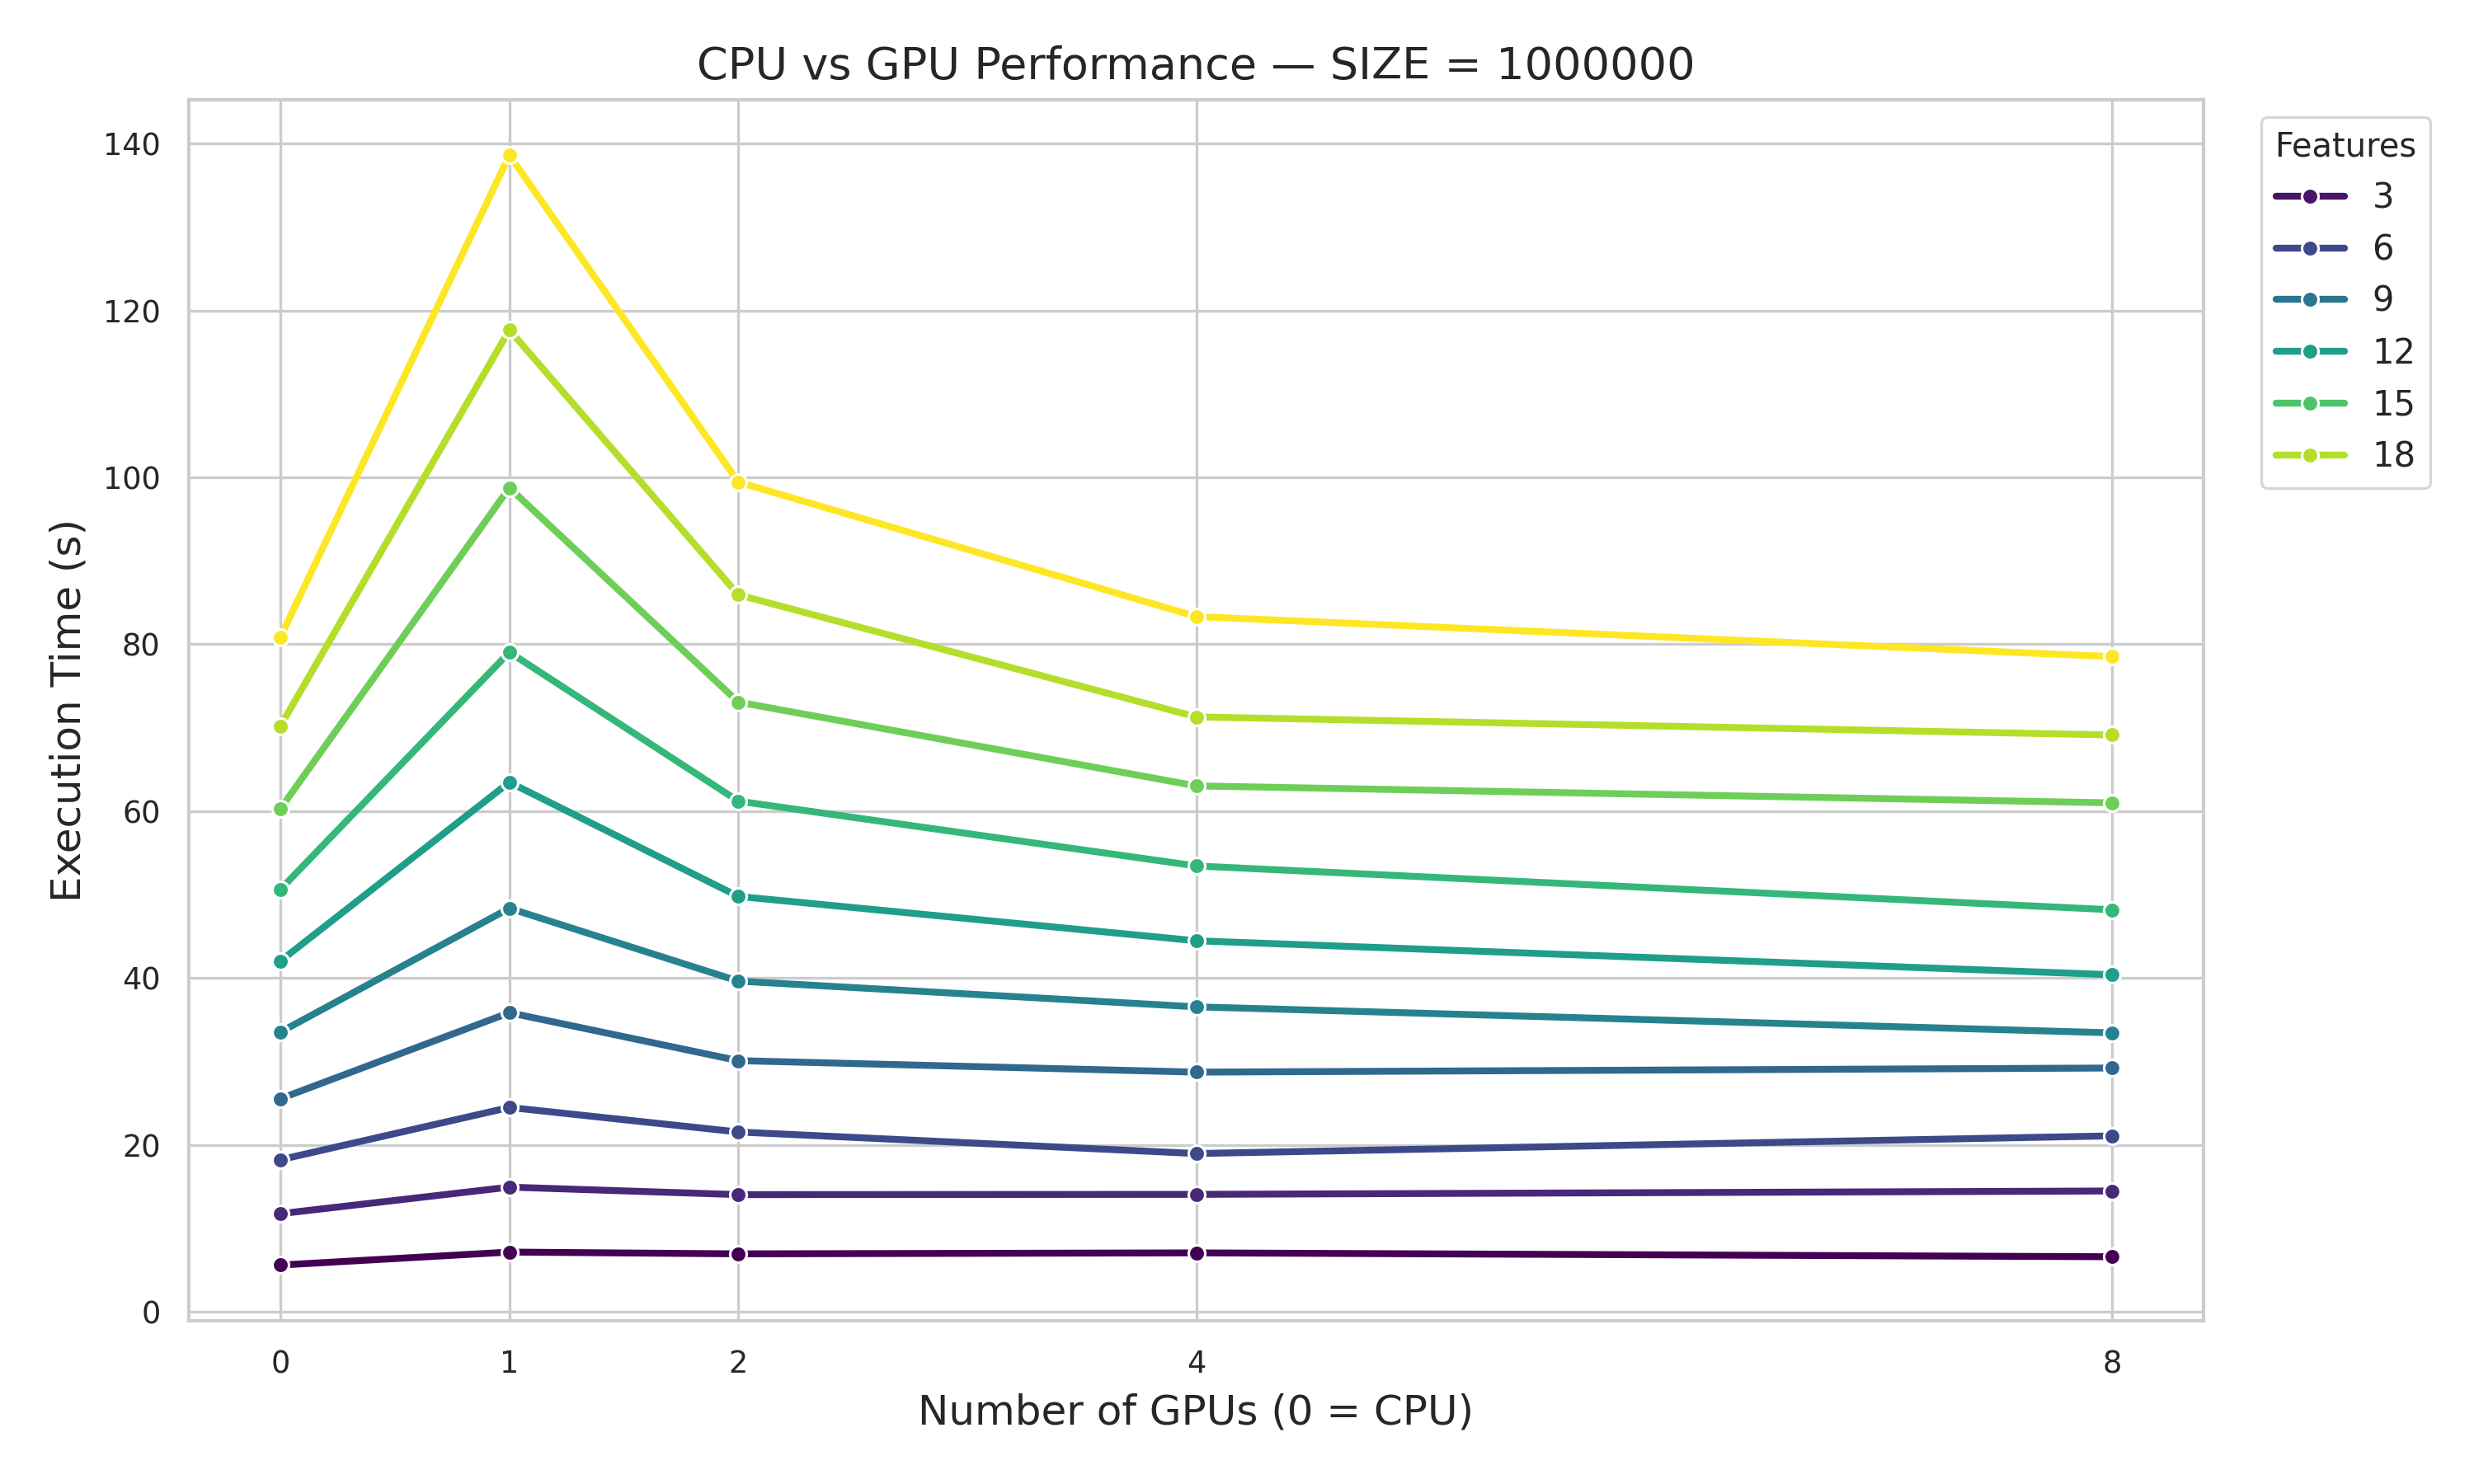 CPU vs GPU Performance — SIZE = 1000000
140
120
100
80
60
40
20
0
Execution Time (s)
0 1 2 4 8
Number of GPUs (0 = CPU)
Features
3
6
9
12
15
18